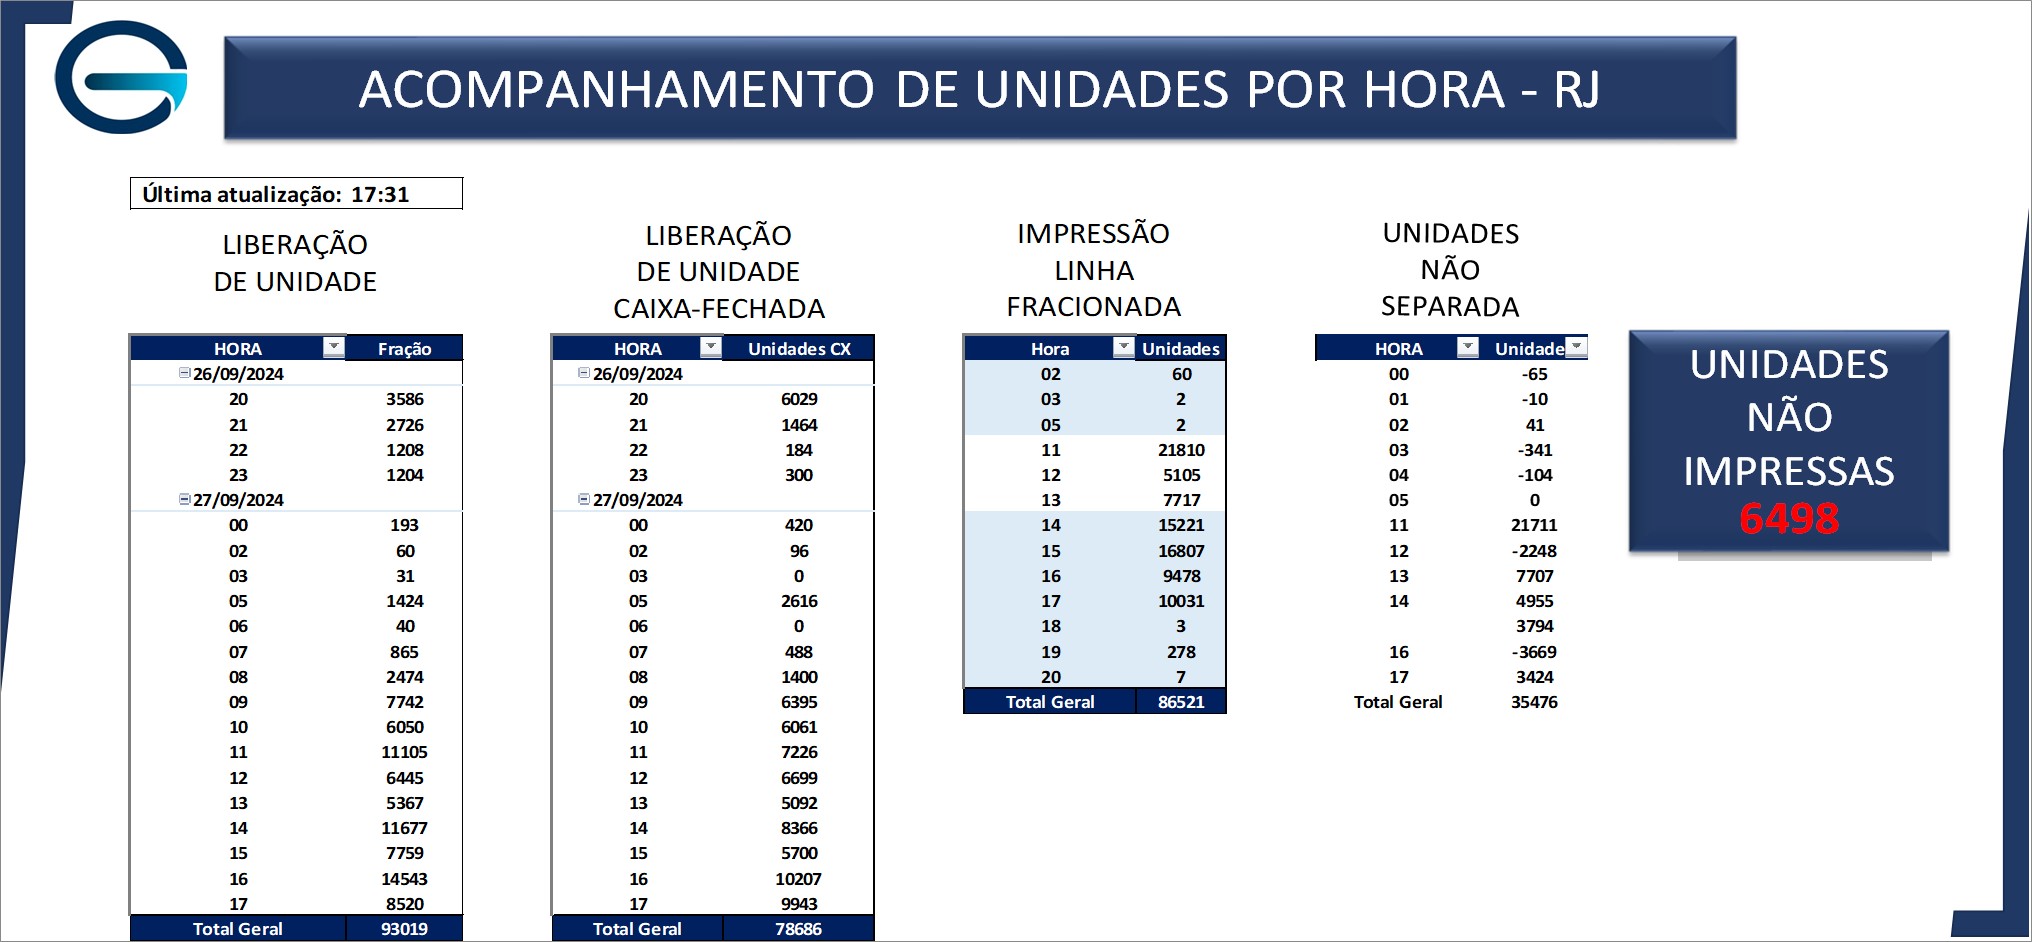 ACOMPANHAMENTO DE UNIDADES POR HORA - RJ
Última atualização: 17:31
LIBERAÇÃO
DE UNIDADE
HORA Fração
26/09/2024
20 3586
21 2726
22 1208
23 1204
27/09/2024
00 193
02 60
03 31
05 1424
06 40
07 865
08 2474
09 7742
10 6050
11 11105
12 6445
13 5367
14 11677
15 7759
16 14543
17 8520
Total Geral 93019
LIBERAÇÃO
DE UNIDADE
CAIXA-FECHADA
HORA Unidades CX
26/09/2024
20 6029
21 1464
22 184
23 300
27/09/2024
00 420
02 96
03 0
05 2616
06 0
07 488
08 1400
09 6395
10 6061
11 7226
12 6699
13 5092
14 8366
15 5700
16 10207
17 9943
Total Geral 78686
IMPRESSÃO
LINHA
FRACIONADA
Hora Unidades
02 60
03 2
05 2
11 21810
12 5105
13 7717
14 15221
15 16807
16 9478
17 10031
18 3
19 278
20 7
Total Geral 86521
UNIDADES
NÃO
SEPARADA
HORA Unidade
00 -65
01 -10
02 41
03 -341
04 -104
05 0
11 21711
12 -2248
13 7707
14 4955
3794
16 -3669
17 3424
Total Geral 35476
UNIDADES
NÃO
IMPRESSAS
6498